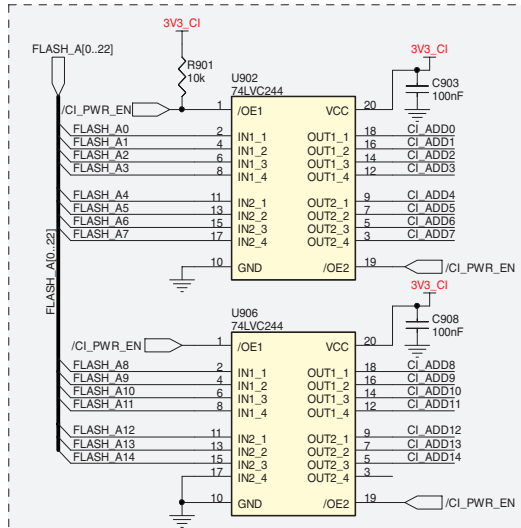 3V3_CI
FLASH_A[0..22]
R901
10k
U902
74LVC244
3V3_CI
C903
100nF
/CI_PWR_EN
1 /OE1 VCC 20
FLASH_A0 2 IN1_1 OUT1_1 18 CI_ADD0
FLASH_A1 4 IN1_2 OUT1_2 16 CI_ADD1
FLASH_A2 6 IN1_3 OUT1_3 14 CI_ADD2
FLASH_A3 8 IN1_4 OUT1_4 12 CI_ADD3
FLASH_A4 11 IN2_1 OUT2_1 9 CI_ADD4
FLASH_A5 13 IN2_2 OUT2_2 7 CI_ADD5
FLASH_A6 15 IN2_3 OUT2_3 5 CI_ADD6
FLASH_A7 17 IN2_4 OUT2_4 3 CI_ADD7
10 GND /OE2 19 /CI_PWR_EN
FLASH_A[0..22]
U906
74LVC244
3V3_CI
C908
100nF
/CI_PWR_EN
1 /OE1 VCC 20
FLASH_A8 2 IN1_1 OUT1_1 18 CI_ADD8
FLASH_A9 4 IN1_2 OUT1_2 16 CI_ADD9
FLASH_A10 6 IN1_3 OUT1_3 14 CI_ADD10
FLASH_A11 8 IN1_4 OUT1_4 12 CI_ADD11
FLASH_A12 11 IN2_1 OUT2_1 9 CI_ADD12
FLASH_A13 13 IN2_2 OUT2_2 7 CI_ADD13
FLASH_A14 15 IN2_3 OUT2_3 5 CI_ADD14
17 IN2_4 OUT2_4 3
10 GND /OE2 19 /CI_PWR_EN